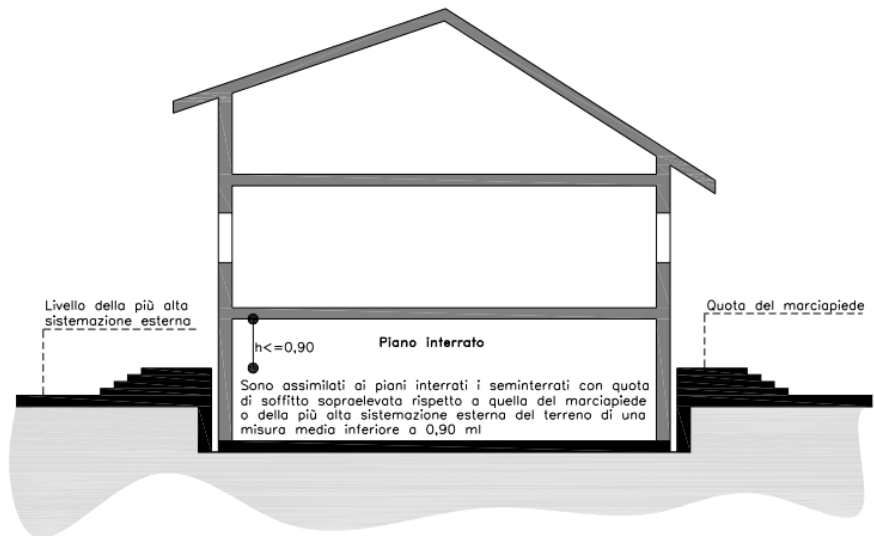 Livello della più alta
sistemazione esterna
Quota del marciapiede
h<=0,90
Piano interrato
Sono assimilati ai piani interrati i seminterrati con quota
di soffitto sopraelevata rispetto a quella del marciapiede
o della più alta sistemazione esterna del terreno di una
misura media inferiore a 0,90 ml